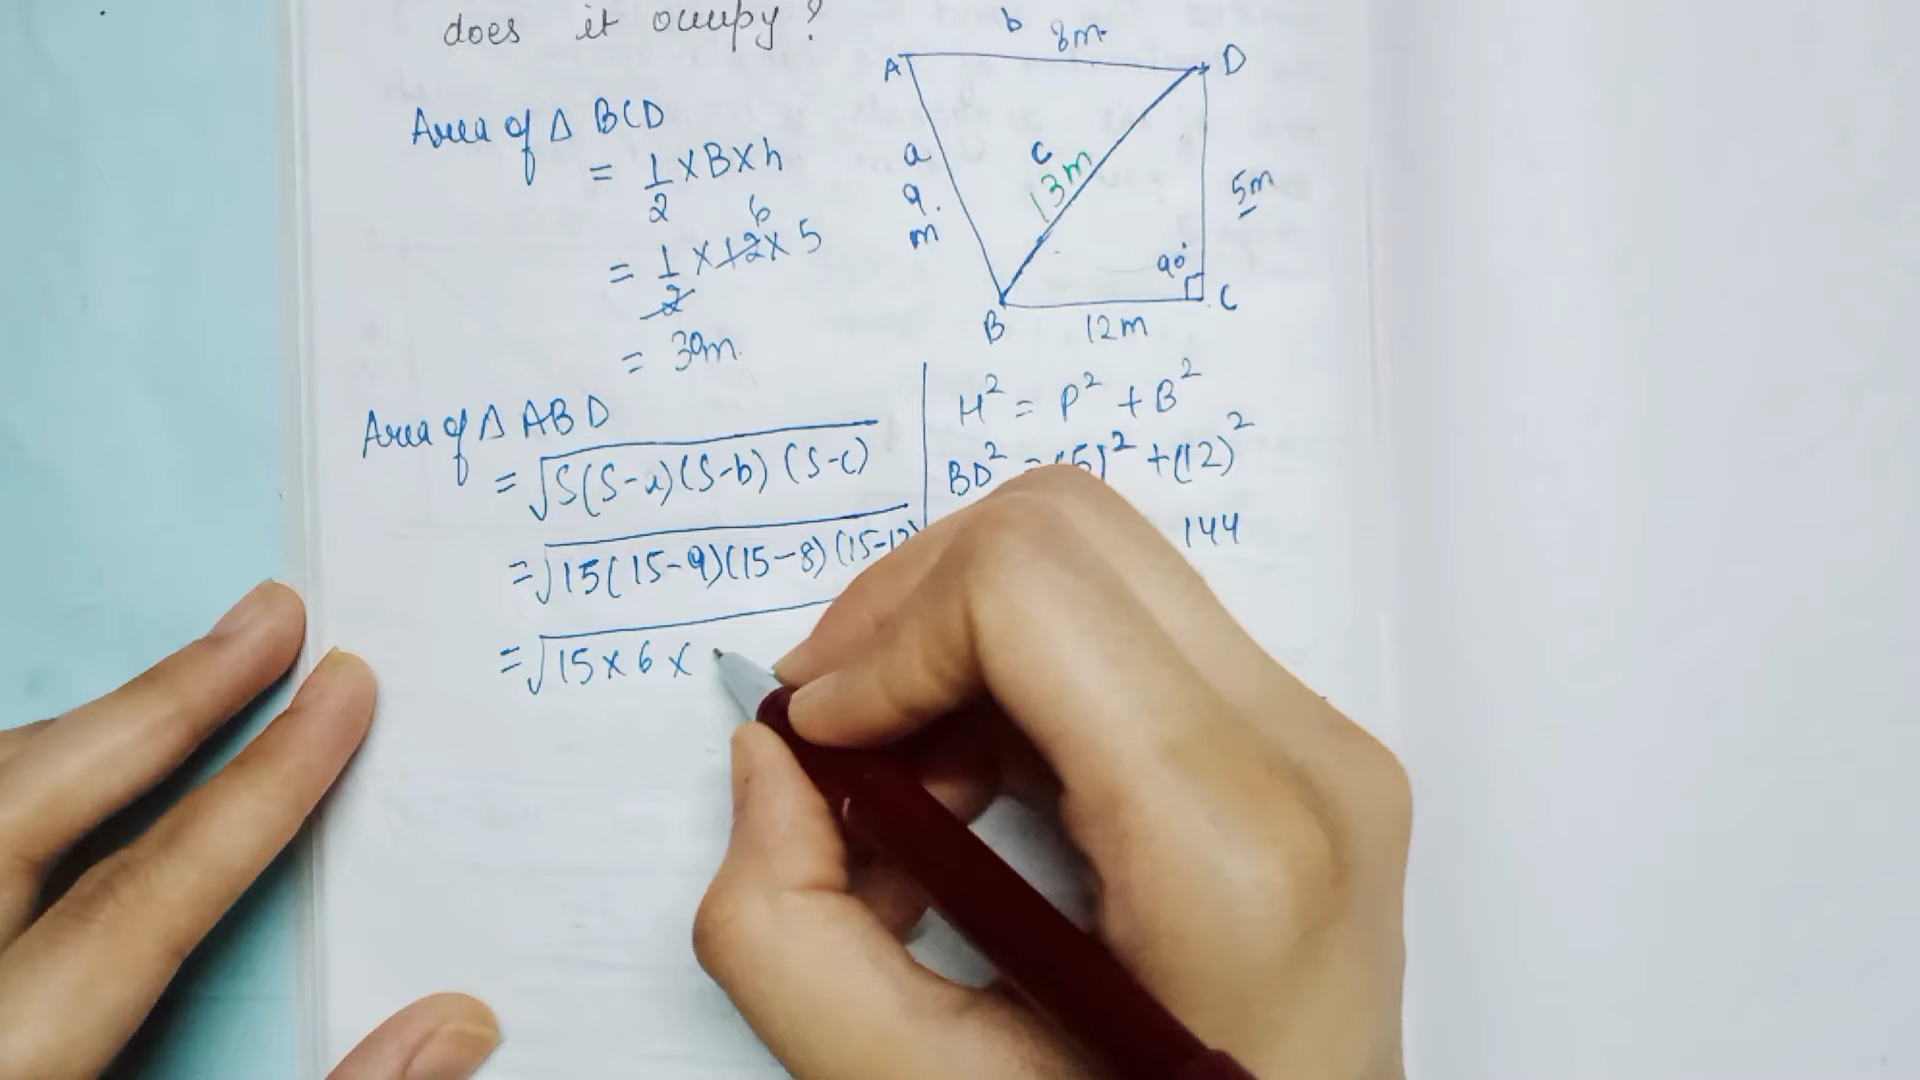 does it occupy?
b 8m
A D
Area of Δ BCD
= 1/2 × B × h
a c
13m
9. 5m
m
6
= 1/2 × 12 × 5
90°
C
B 12m
= 30m
Area of Δ ABD
H² = P² + B²
= √S(S-a)(S-b)(S-c)
BD² = (5)² + (12)²
= √15(15-9)(15-8)(15-13)
144
= √15 × 6 ×